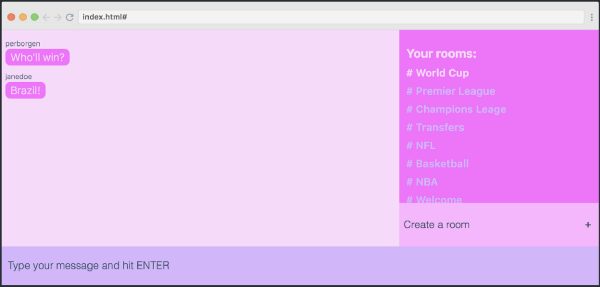 index.html#
perborgen
Who'll win?
janedoe
Brazil!
Your rooms:
# World Cup
# Premier League
# Champions Leage
# Transfers
# NFL
# Basketball
# NBA
# Welcome
Create a room +
Type your message and hit ENTER